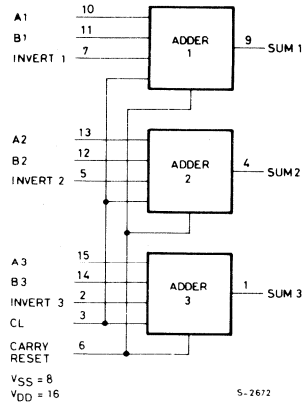 A1 10
B1 11
INVERT 1 7
ADDER
1
9 SUM 1
A2 13
B2 12
INVERT 2 5
ADDER
2
4 SUM2
A3 15
B3 14
INVERT 3 2
CL 3
ADDER
3
1 SUM 3
CARRY
RESET 6
VSS = 8
VDD = 16
S-2672